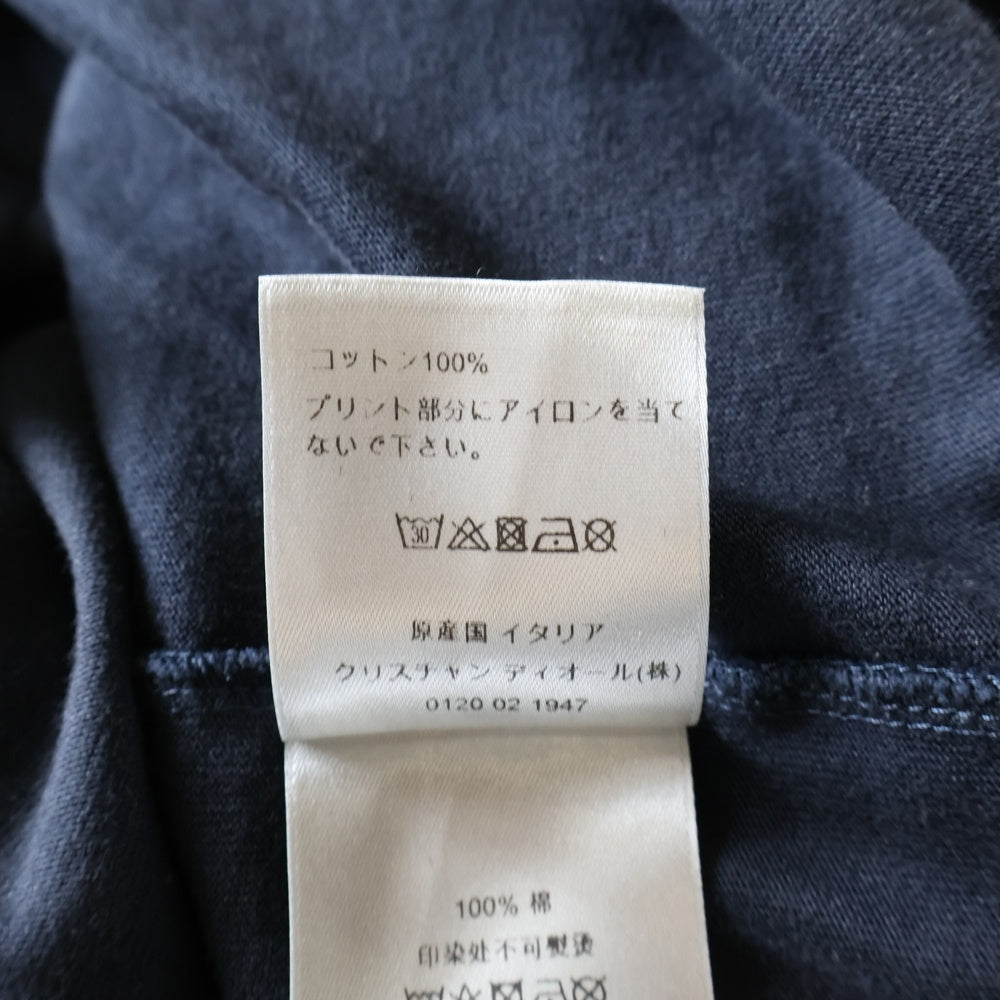 コットン100%
プリント部分にアイロンを当て
ないで下さい。
30
原産国 イタリア
クリスチャン ディオール(株)
0120 02 1947
100% 棉
印染处不可熨烫